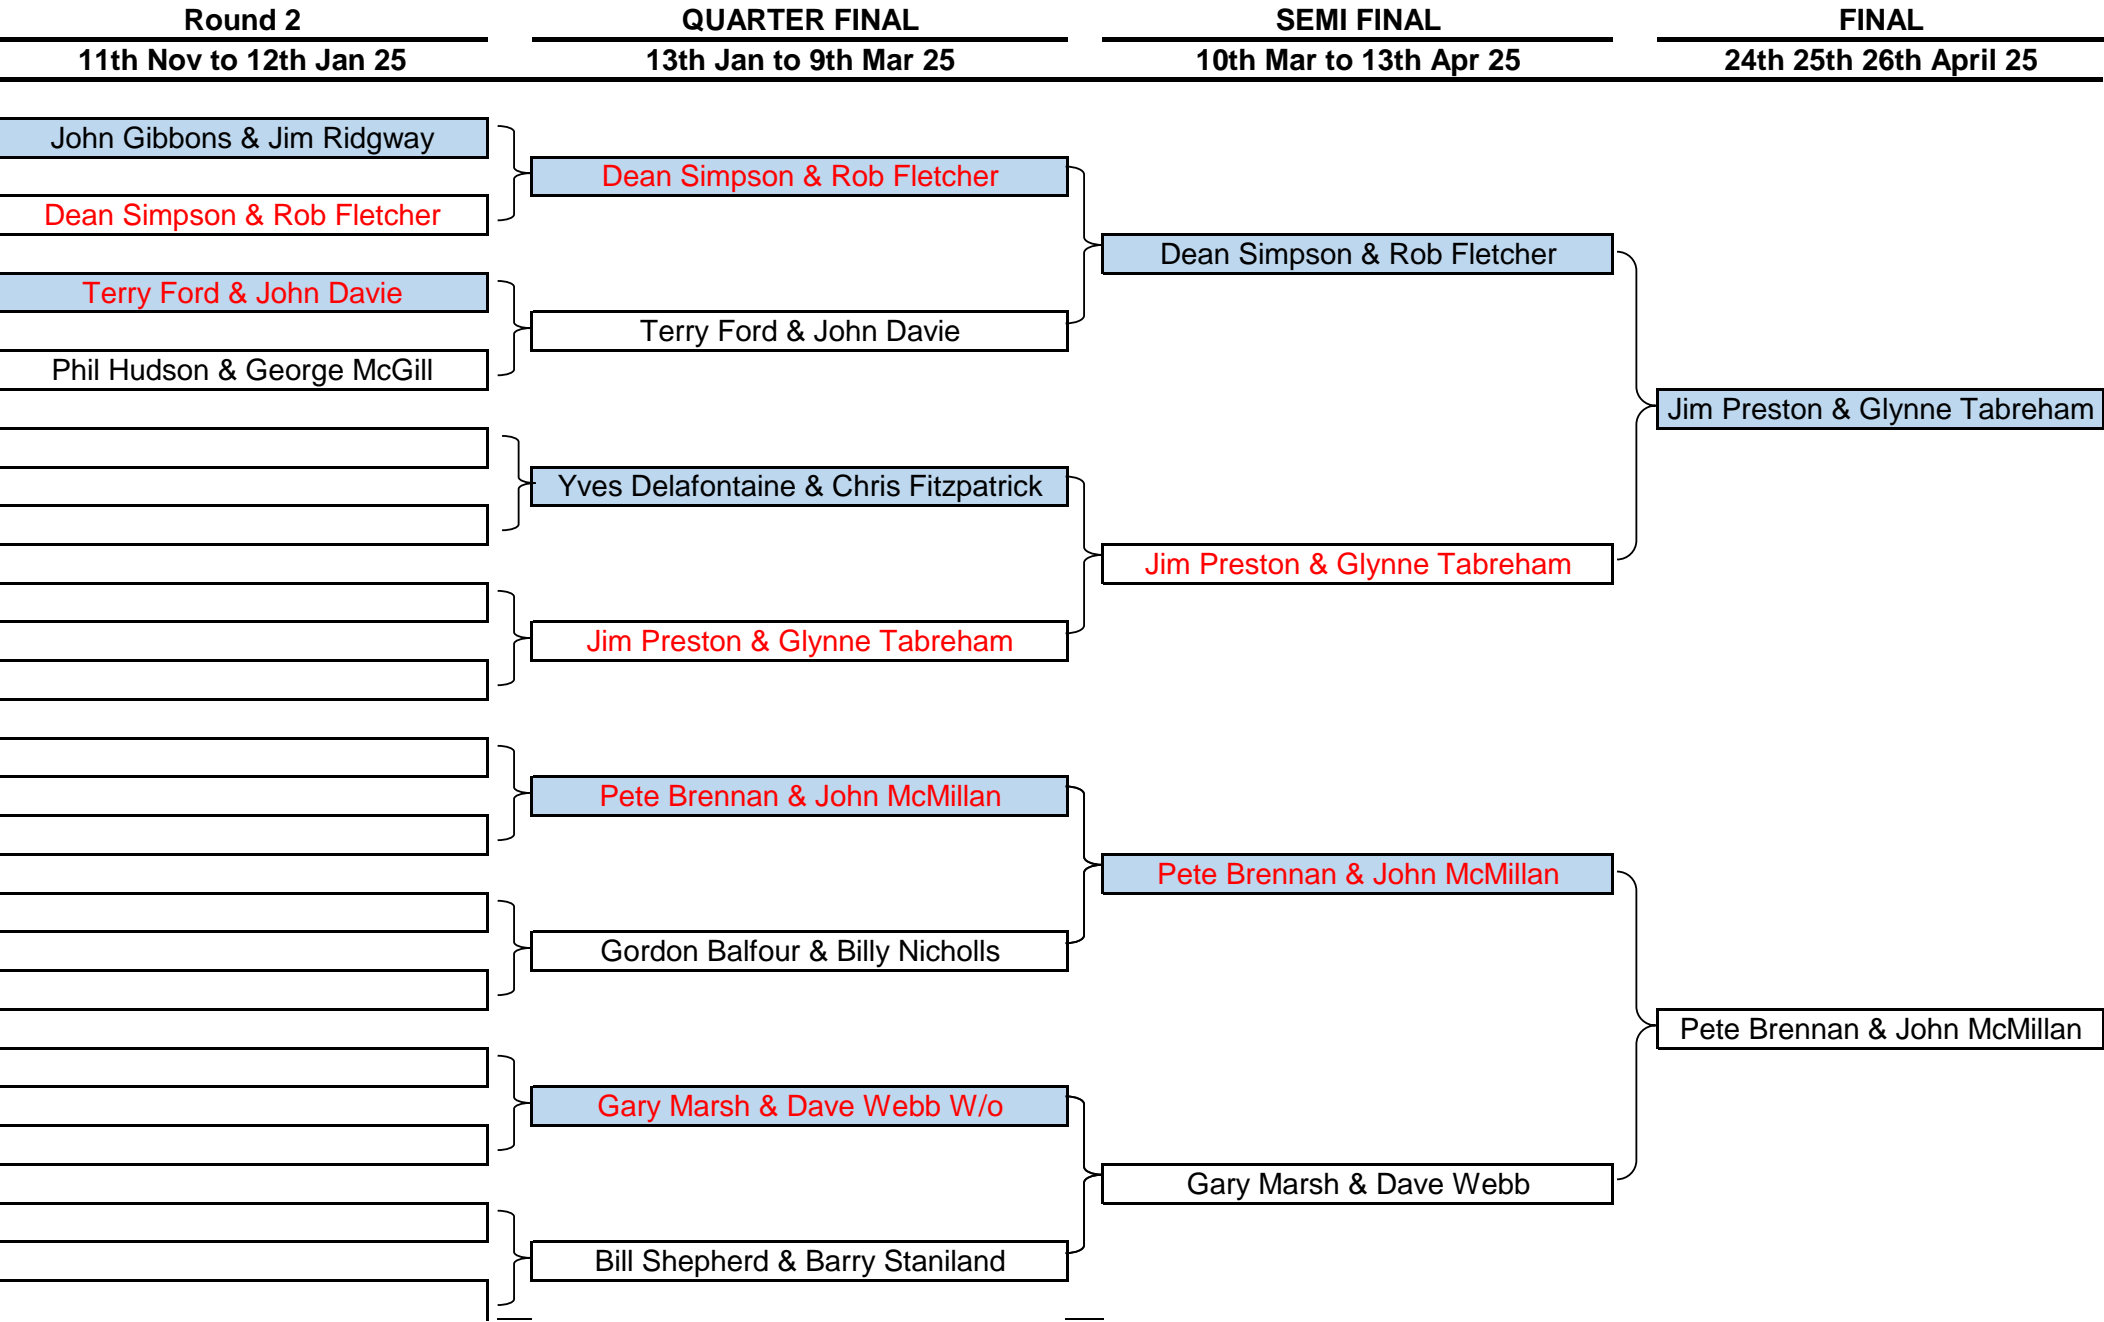 Round 2
QUARTER FINAL
SEMI FINAL
FINAL
11th Nov to 12th Jan 25
13th Jan to 9th Mar 25
10th Mar to 13th Apr 25
24th 25th 26th April 25
John Gibbons & Jim Ridgway
Dean Simpson & Rob Fletcher
Terry Ford & John Davie
Phil Hudson & George McGill
Dean Simpson & Rob Fletcher
Terry Ford & John Davie
Yves Delafontaine & Chris Fitzpatrick
Jim Preston & Glynne Tabreham
Pete Brennan & John McMillan
Gordon Balfour & Billy Nicholls
Gary Marsh & Dave Webb W/o
Bill Shepherd & Barry Staniland
Dean Simpson & Rob Fletcher
Jim Preston & Glynne Tabreham
Pete Brennan & John McMillan
Gary Marsh & Dave Webb
Jim Preston & Glynne Tabreham
Pete Brennan & John McMillan